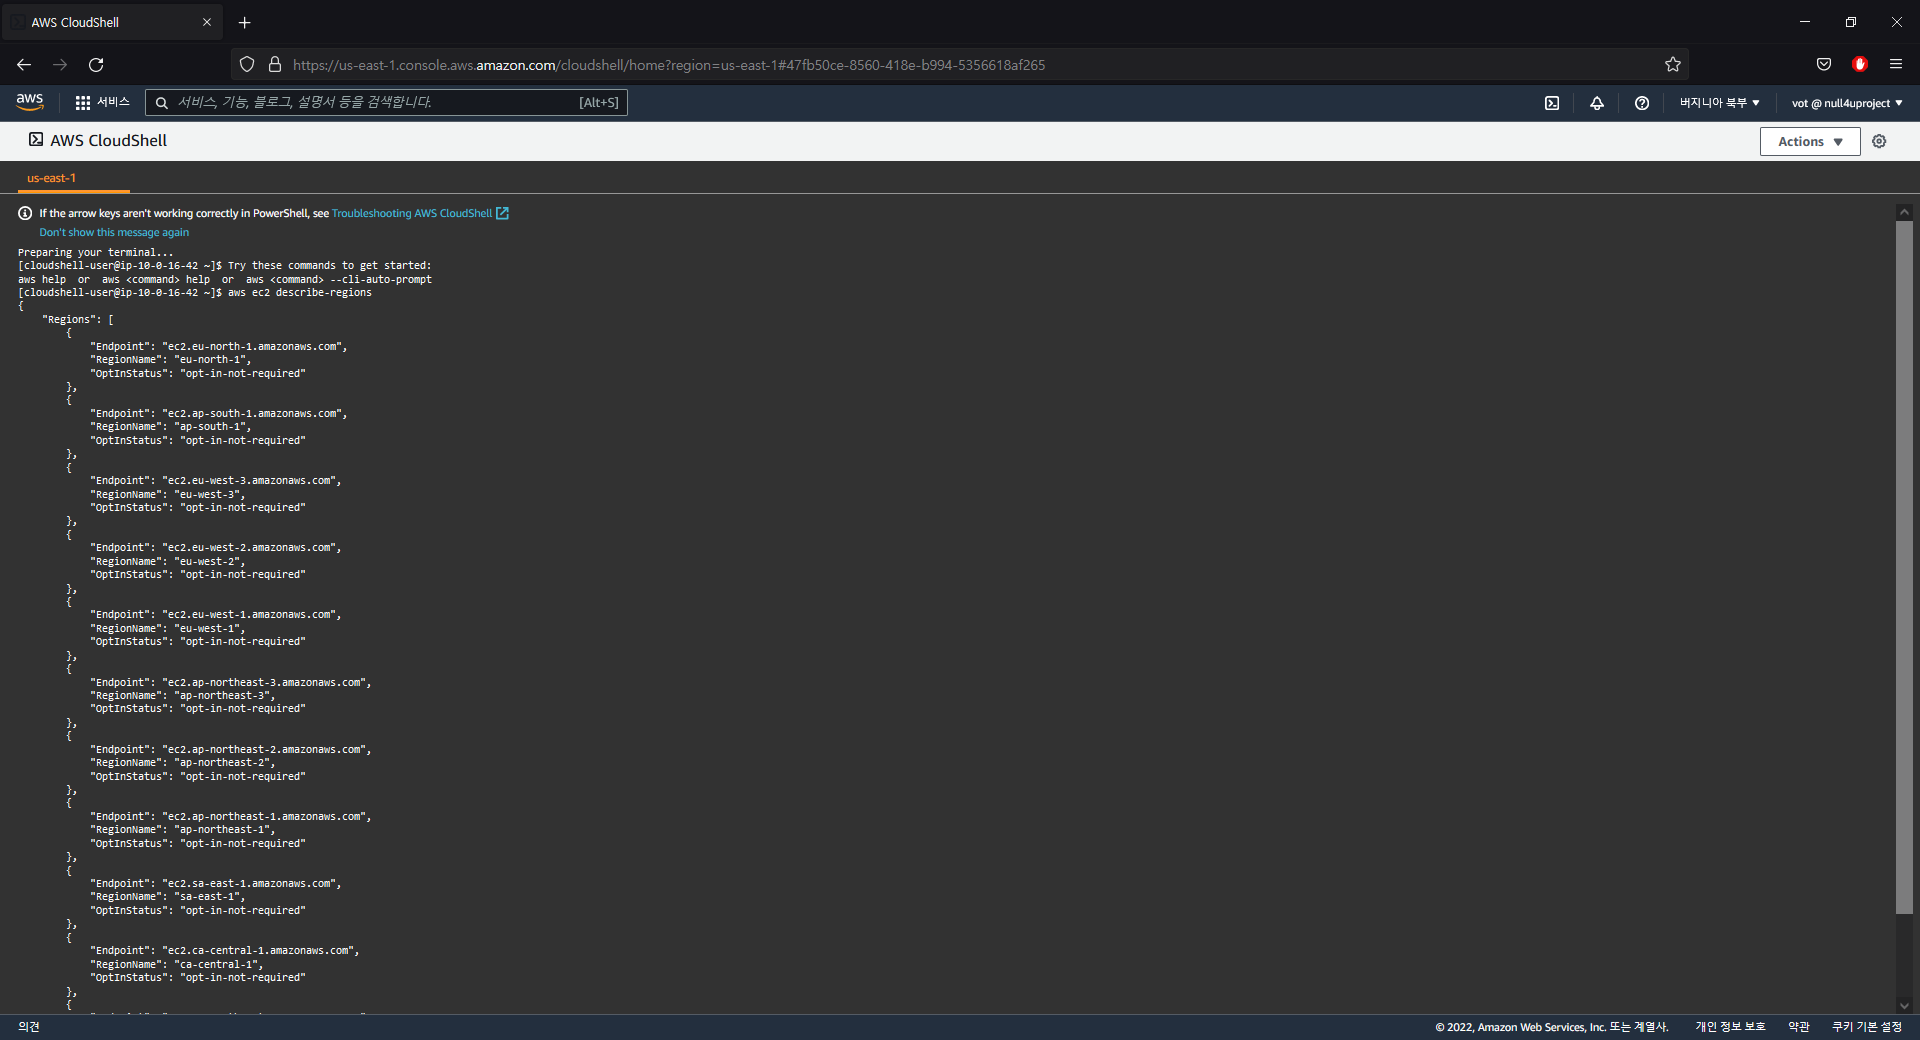 AWS CloudShell
https://us-east-1.console.aws.amazon.com/cloudshell/home?region=us-east-1#47fb50ce-8560-418e-b994-5356618af265
aws 서비스 서비스, 기능, 블로그, 설명서 등을 검색합니다. [Alt+S] 버지니아 북부 ▼ vot @ null4uproject ▼
AWS CloudShell Actions ▼
us-east-1
If the arrow keys aren't working correctly in PowerShell, see Troubleshooting AWS CloudShell
Don't show this message again
Preparing your terminal...
[cloudshell-user@ip-10-0-16-42 ~]$ Try these commands to get started:
aws help  or  aws <command> help  or  aws <command> --cli-auto-prompt
[cloudshell-user@ip-10-0-16-42 ~]$ aws ec2 describe-regions
{
    "Regions": [
        {
            "Endpoint": "ec2.eu-north-1.amazonaws.com",
            "RegionName": "eu-north-1",
            "OptInStatus": "opt-in-not-required"
        },
        {
            "Endpoint": "ec2.ap-south-1.amazonaws.com",
            "RegionName": "ap-south-1",
            "OptInStatus": "opt-in-not-required"
        },
        {
            "Endpoint": "ec2.eu-west-3.amazonaws.com",
            "RegionName": "eu-west-3",
            "OptInStatus": "opt-in-not-required"
        },
        {
            "Endpoint": "ec2.eu-west-2.amazonaws.com",
            "RegionName": "eu-west-2",
            "OptInStatus": "opt-in-not-required"
        },
        {
            "Endpoint": "ec2.eu-west-1.amazonaws.com",
            "RegionName": "eu-west-1",
            "OptInStatus": "opt-in-not-required"
        },
        {
            "Endpoint": "ec2.ap-northeast-3.amazonaws.com",
            "RegionName": "ap-northeast-3",
            "OptInStatus": "opt-in-not-required"
        },
        {
            "Endpoint": "ec2.ap-northeast-2.amazonaws.com",
            "RegionName": "ap-northeast-2",
            "OptInStatus": "opt-in-not-required"
        },
        {
            "Endpoint": "ec2.ap-northeast-1.amazonaws.com",
            "RegionName": "ap-northeast-1",
            "OptInStatus": "opt-in-not-required"
        },
        {
            "Endpoint": "ec2.sa-east-1.amazonaws.com",
            "RegionName": "sa-east-1",
            "OptInStatus": "opt-in-not-required"
        },
        {
            "Endpoint": "ec2.ca-central-1.amazonaws.com",
            "RegionName": "ca-central-1",
            "OptInStatus": "opt-in-not-required"
        },
        {
의견 © 2022, Amazon Web Services, Inc. 또는 계열사. 개인 정보 보호 약관 쿠키 기본 설정